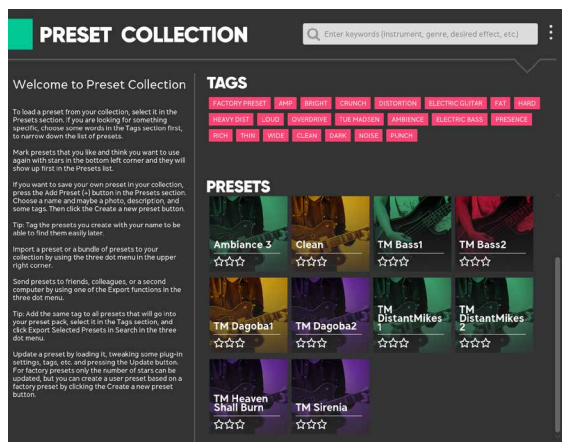 PRESET COLLECTION
Enter keywords (instrument, genre, desired effect, etc.)
Welcome to Preset Collection
To load a preset from your collection, select it in the
Presets section. if you are looking for something
specific, choose some words in the Tags section first,
to narrow down the list of presets.
Mark presets that you like and think you want to use
again with stars in the bottom left corner and they will
show up first in the Presets list.
If you want to save your own preset in your collection,
press the Add Preset (+) button in the Presets section.
Choose a name and maybe a photo, description, and
some tags. Then click the Create a new preset button.
Tip: Tag the presets you create with your name to be
able to find them easily later.
Import a preset or a bundle of presets to your
collection by using the three dot menu in the upper
right corner.
Send presets to friends, colleagues, or a second
computer by using one of the Export functions in the
three dot menu.
Tip: Add the same tag to all presets that will go into
your preset pack, select it in the Tags section, and
click Export Selected Presets in Search in the three
dot menu.
Update a preset by loading it, tweaking some plug-in
settings, tags, etc. and pressing the Update button.
For factory presets only the number of stars can be
updated, but you can create a user preset based on a
factory preset by clicking the Create a new preset
button.
TAGS
FACTORY PRESET AMP BRIGHT CRUNCH DISTORTION ELECTRIC GUITAR FAT HARD
HEAVY DIST LOUD OVERDRIVE TUE MADSEN AMBIENCE ELECTRIC BASS PRESENCE
RICH THIN WIDE CLEAN DARK NOISE PUNCH
PRESETS
Ambiance 3
Clean
TM Bass1
TM Bass2
TM Dagoba1
TM Dagoba2
TM
DistantMikes
1
TM
DistantMikes
2
TM Heaven
Shall Burn
TM Sirenia